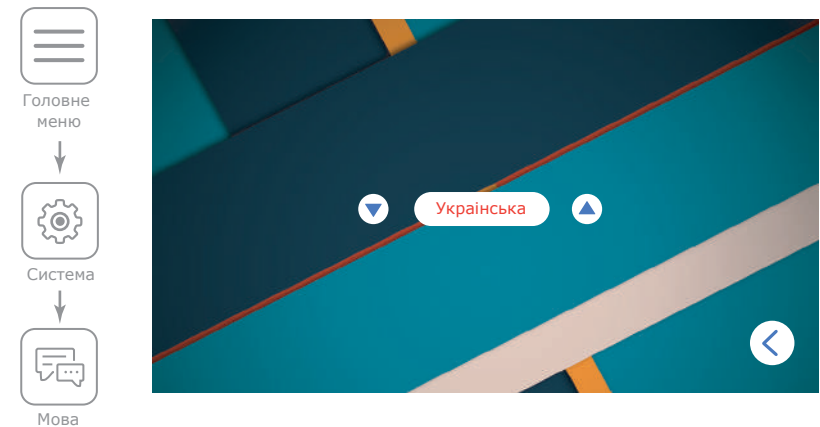 Головне
меню
Система
Мова
Українська